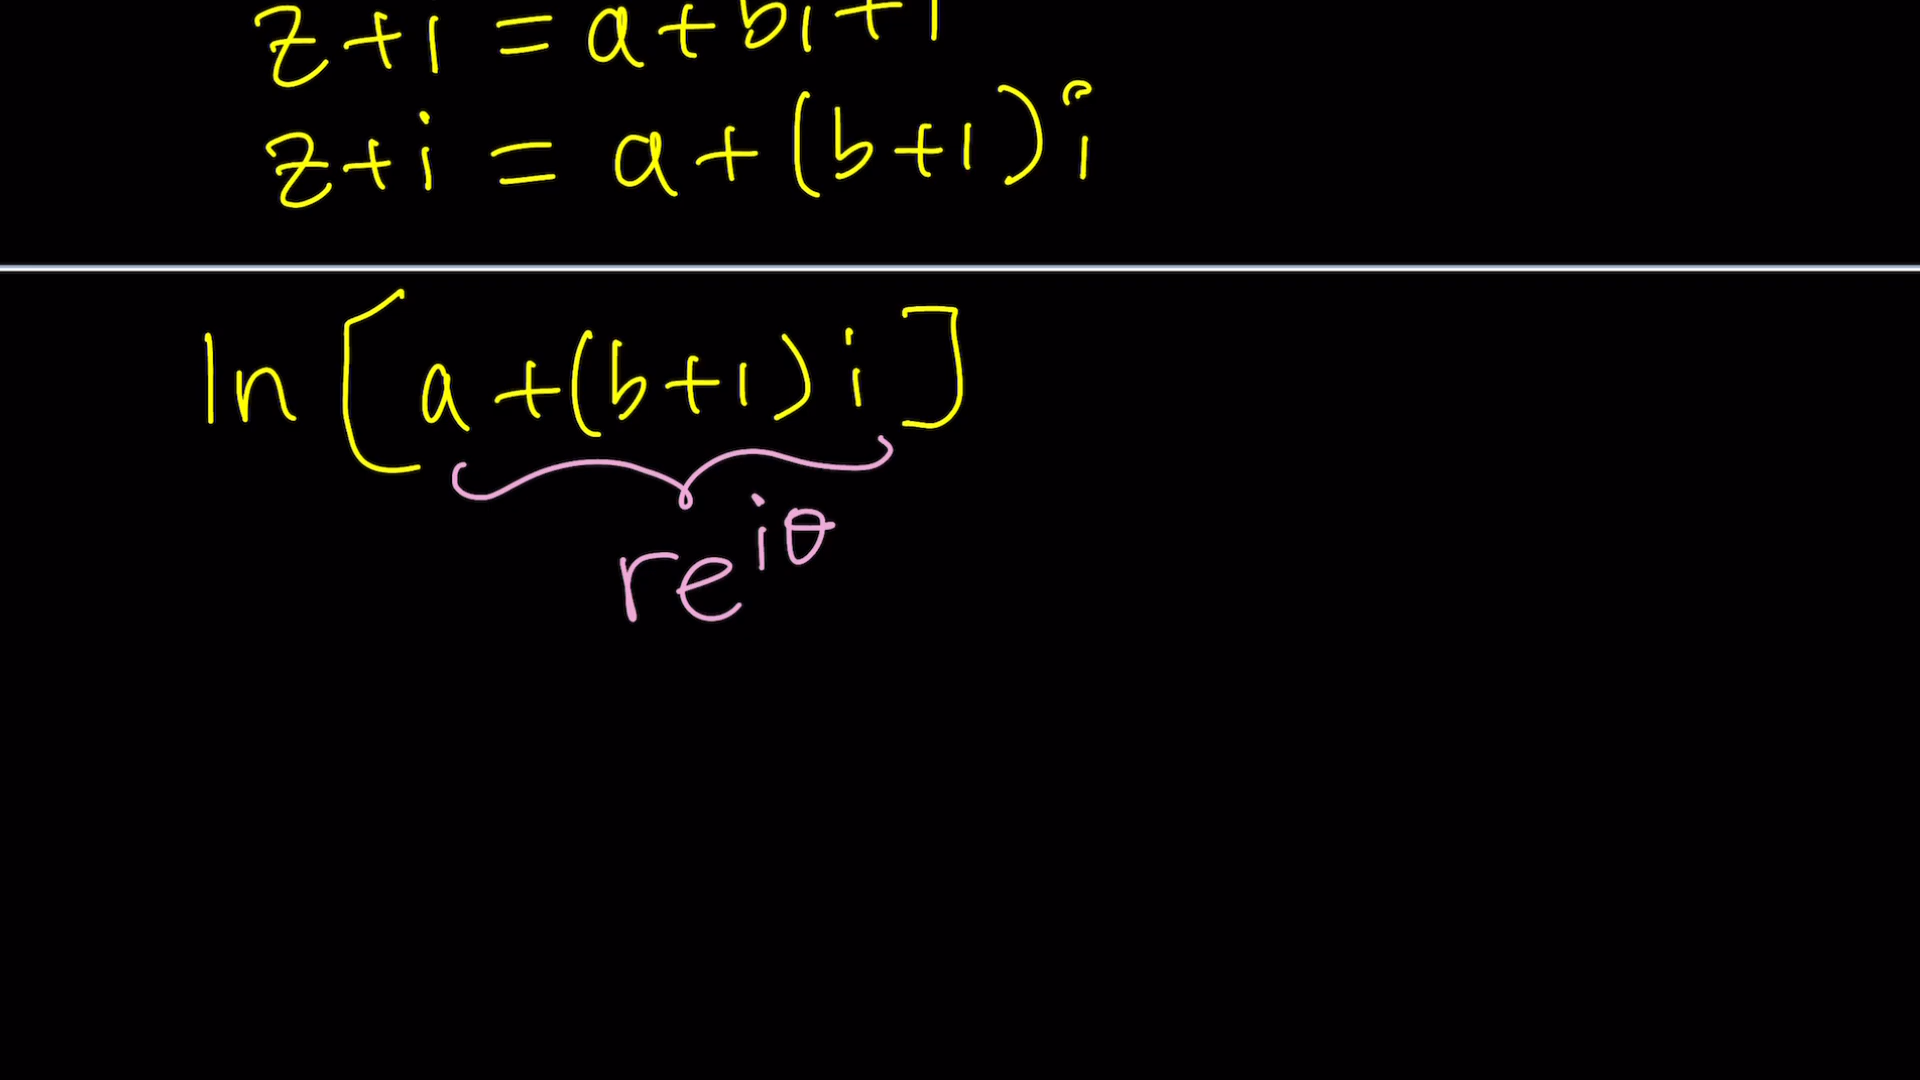 z+1 = a+bi+1
z+i = a+(b+1)i
ln[a+(b+1)i]
re^iθ